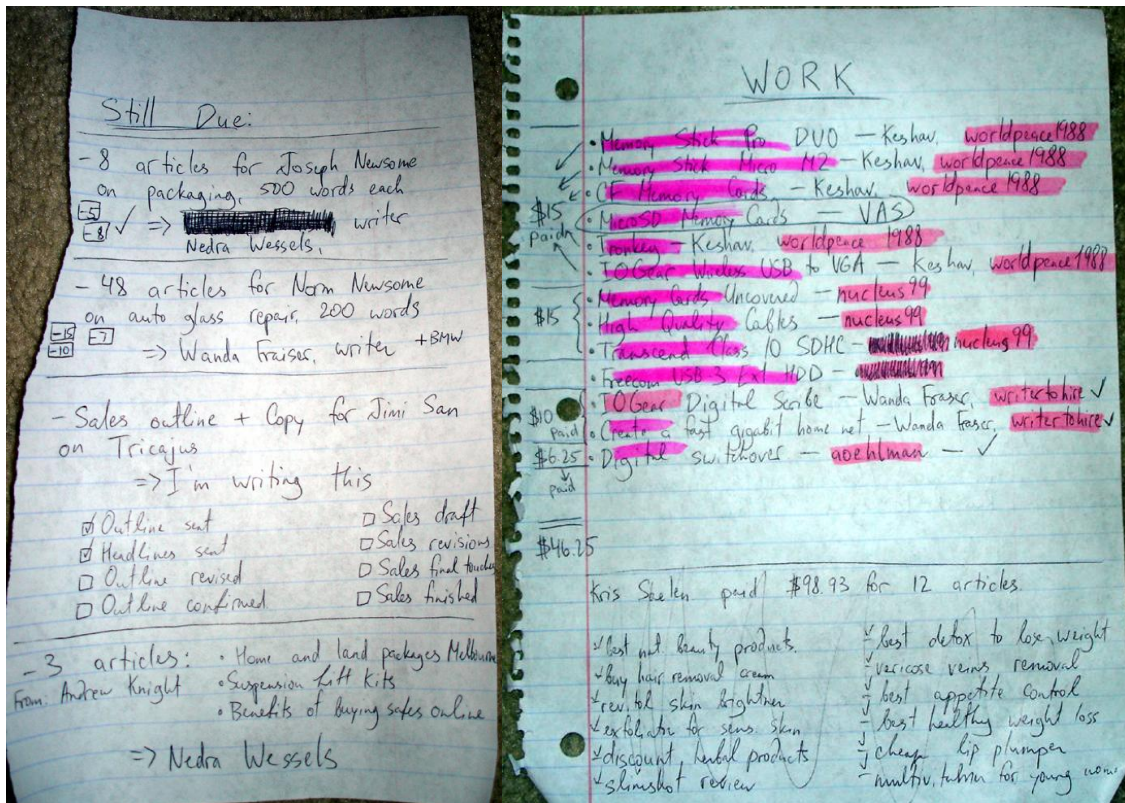 Still Due:
- 8 articles for Joseph Newsome
on packaging, 500 words each
-5
-8 ✓ => writer
Nedra Wessels.
- 48 articles for Norm Newsome
on auto glass repair, 200 words
-15 -7
-10
=> Wanda Fraiser, writer +BMW
- Sales outline + Copy for Jimi San
on Tricajus
=> I'm writing this
☑ Outline sent
☑ Headlines sent
☐ Outline revised
☐ Outline confirmed
☐ Sales draft
☐ Sales revisions
☐ Sales final touches
☐ Sales finished
- 3 articles:
From: Andrew Knight
• Home and land packages Melbourne
• Suspension Lift Kits
• Benefits of buying safes online
=> Nedra Wessels
WORK
• Memory Stick Pro DUO - Keshav, worldpeace1988
• Memory Stick Micro M2 - Keshav, worldpeace1988
• CF Memory Cards - Keshav, worldpeace1988
• MicroSD Memory Cards - VAS
$15 paid
• Tronkey - Keshav, worldpeace1988
• IOGear Wireless USB to VGA - Keshav, worldpeace1988
• Memory Cards Uncovered - nucleus99
$15 • High Quality Cables - nucleus99
• Transcend Class 10 SDHC - nucleus99
• Freecom USB 3 Ext HDD -
• IOGear Digital Scribe - Wanda Fraser, writertohire ✓
$10 paid
• Create a fast gigabit home net - Wanda Fraser, writertohire ✓
$6.25 • Digital switchover - aoehlman - ✓
paid
$46.25
Kris paid $98.93 for 12 articles.
✓ best nat. beauty products.
✓ buy hair removal cream
✓ revitol skin brightner
✓ exfoliator for sens. skin
✓ discount herbal products
✓ slimshot review
✓ best detox to lose weight
✓ varicose veins removal
✓ best appetite control
✓ best healthy weight loss
✓ cheap lip plumper
✓ for young